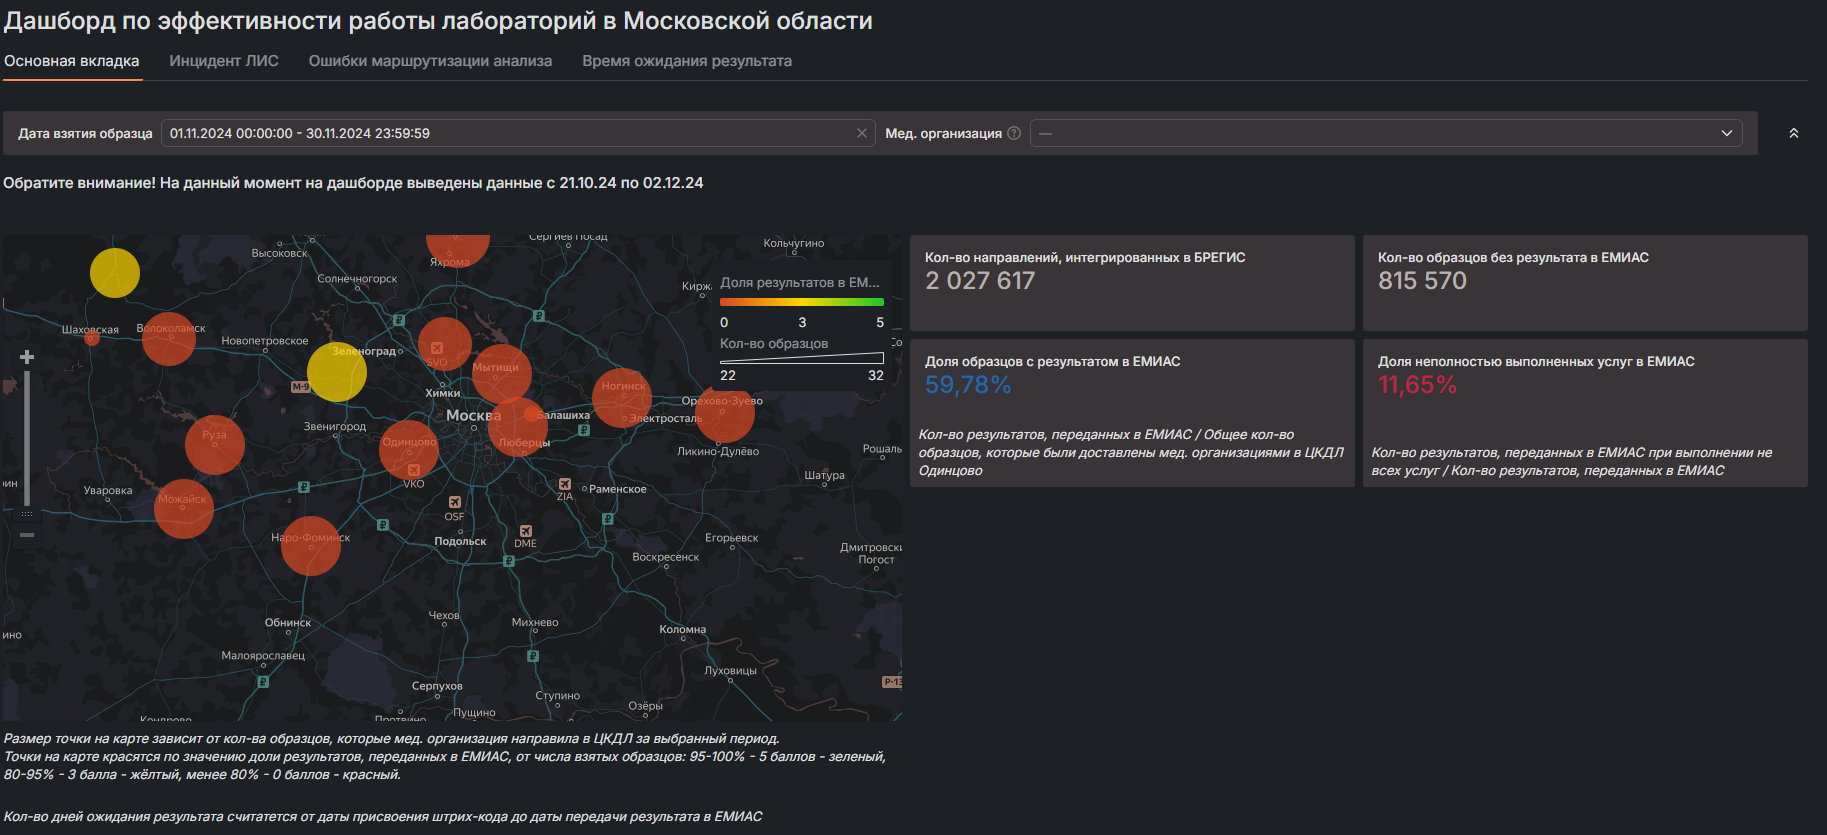 Дашборд по эффективности работы лабораторий в Московской области
Основная вкладка
Инцидент ЛИС
Ошибки маршрутизации анализа
Время ожидания результата
Дата взятия образца
01.11.2024 00:00:00 - 30.11.2024 23:59:59
Мед. организация
—
Обратите внимание! На данный момент на дашборде выведены данные с 21.10.24 по 02.12.24
Сергиев Посад
Кольчугино
Высоковск
Яхрома
Солнечногорск
Доля результатов в ЕМ...
0 3 5
Кол-во образцов
22 32
Шаховская
Волоколамск
Новопетровское
Зеленоград
SVO
Мытищи
М-9
Химки
Ногинск
Орехово-Зуево
Москва
Балашиха
Электросталь
Звенигород
Руза
Одинцово
Люберцы
Ликино-Дулёво
Рошаль
VKO
Шатура
Уваровка
Можайск
ZIA
Раменское
OSF
Наро-Фоминск
Подольск
DME
Егорьевск
Воскресенск
Дмитровски
Погост
Обнинск
Чехов
Михнево
Коломна
Малоярославец
Луховицы
Серпухов
Ступино
Р-13
Озёры
Кондрово
Протвино
Пущино
Кол-во направлений, интегрированных в БРЕГИС
2 027 617
Кол-во образцов без результата в ЕМИАС
815 570
Доля образцов с результатом в ЕМИАС
59,78%
Кол-во результатов, переданных в ЕМИАС / Общее кол-во
образцов, которые были доставлены мед. организациями в ЦКДЛ
Одинцово
Доля неполностью выполненных услуг в ЕМИАС
11,65%
Кол-во результатов, переданных в ЕМИАС при выполнении не
всех услуг / Кол-во результатов, переданных в ЕМИАС
Размер точки на карте зависит от кол-ва образцов, которые мед. организация направила в ЦКДЛ за выбранный период.
Точки на карте красятся по значению доли результатов, переданных в ЕМИАС, от числа взятых образцов: 95-100% - 5 баллов - зеленый,
80-95% - 3 балла - жёлтый, менее 80% - 0 баллов - красный.
Кол-во дней ожидания результата считатется от даты присвоения штрих-кода до даты передачи результата в ЕМИАС